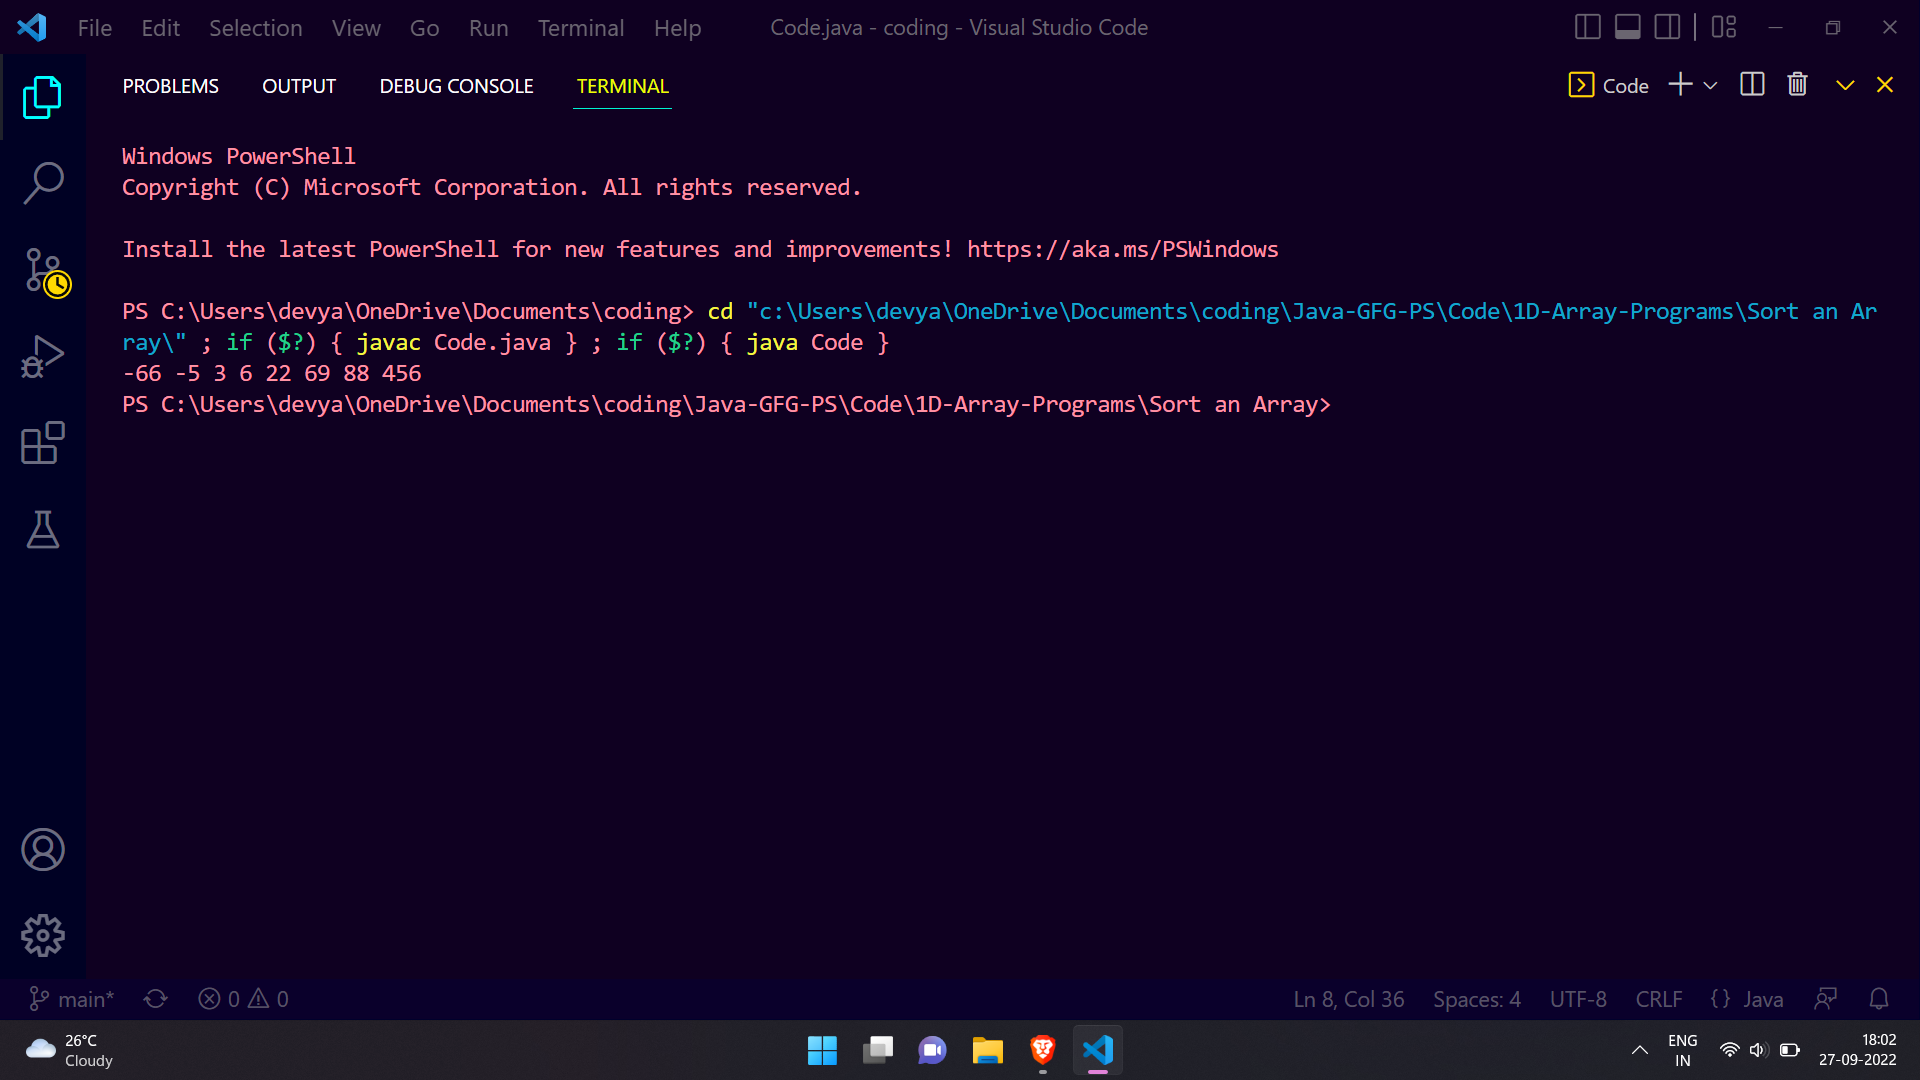 File Edit Selection View Go Run Terminal Help Code.java - coding - Visual Studio Code
PROBLEMS OUTPUT DEBUG CONSOLE TERMINAL Code
Windows PowerShell
Copyright (C) Microsoft Corporation. All rights reserved.
Install the latest PowerShell for new features and improvements! https://aka.ms/PSWindows
PS C:\Users\devya\OneDrive\Documents\coding> cd "c:\Users\devya\OneDrive\Documents\coding\Java-GFG-PS\Code\1D-Array-Programs\Sort an Ar
ray\" ; if ($?) { javac Code.java } ; if ($?) { java Code }
-66 -5 3 6 22 69 88 456
PS C:\Users\devya\OneDrive\Documents\coding\Java-GFG-PS\Code\1D-Array-Programs\Sort an Array>
main* 0 0 Ln 8, Col 36 Spaces: 4 UTF-8 CRLF {} Java
26°C
Cloudy
ENG
IN
18:02
27-09-2022